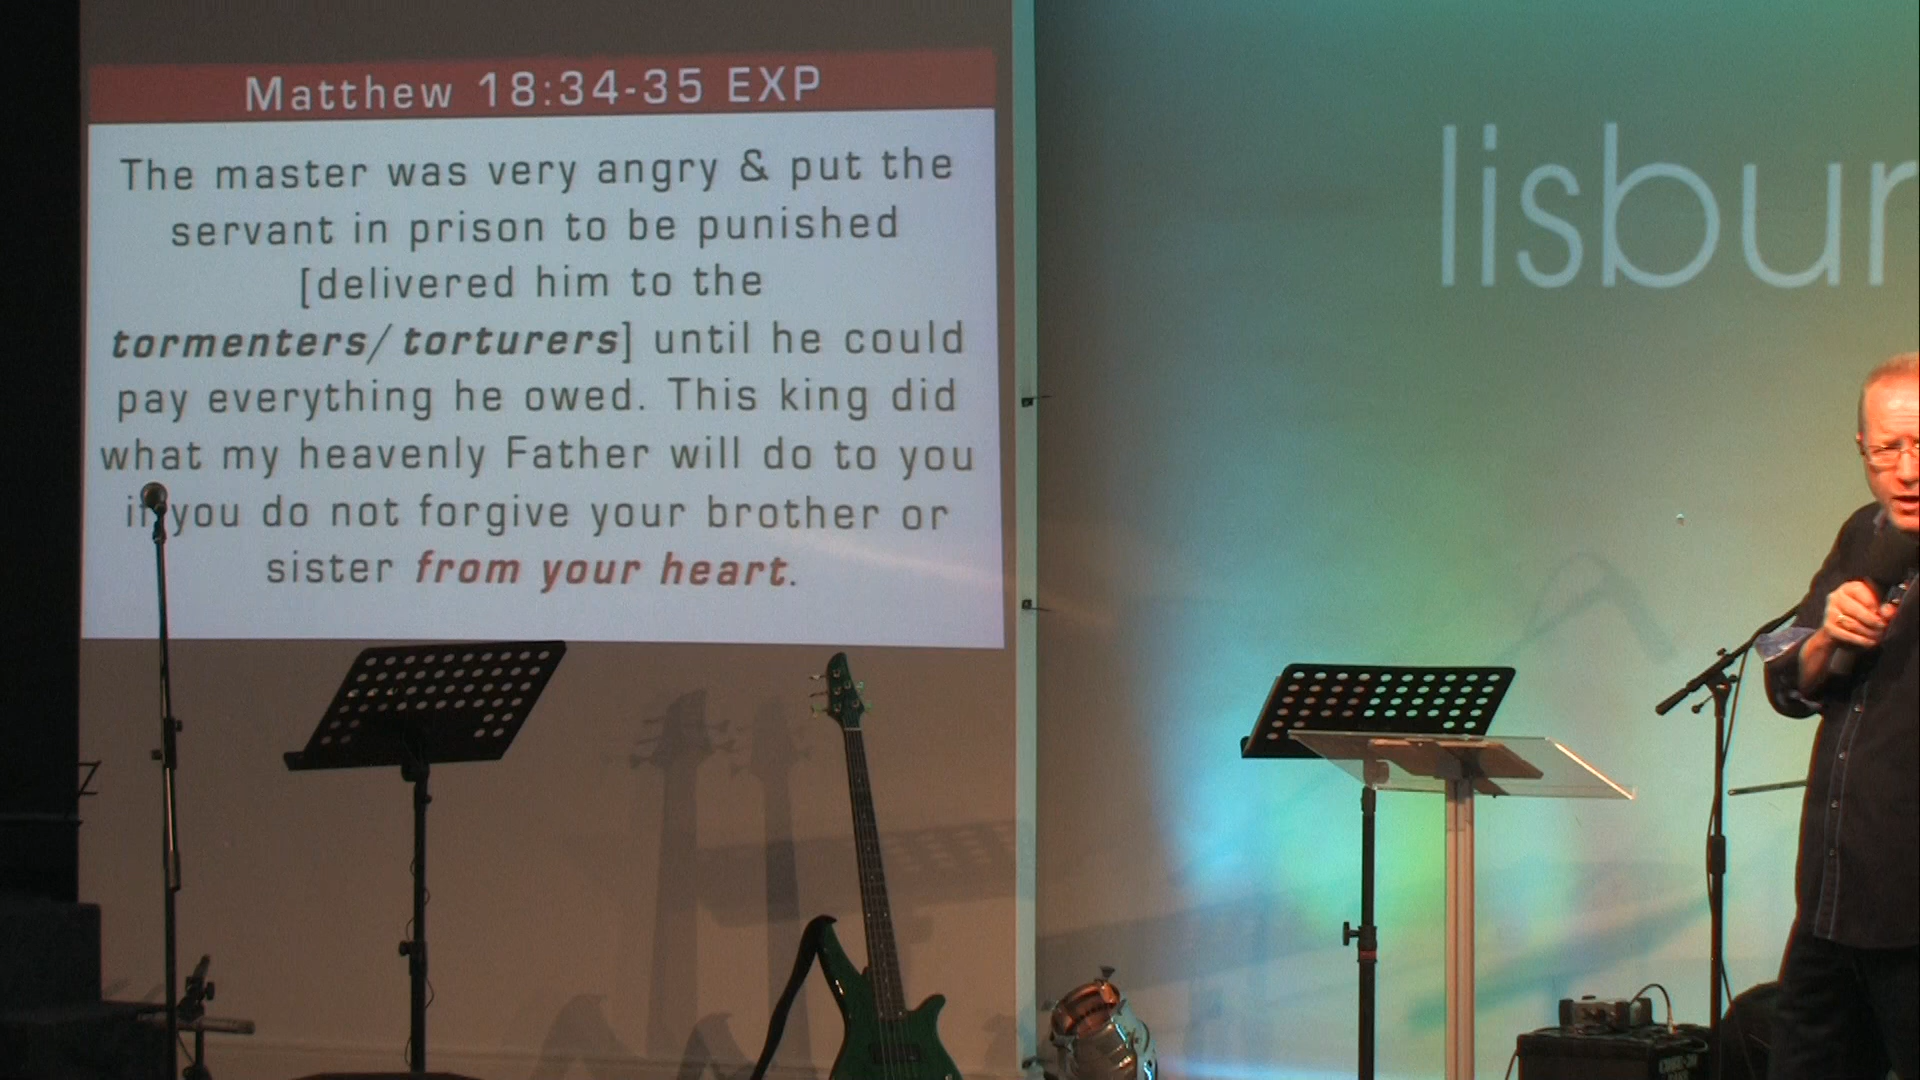 Matthew 18:34-35 EXP
The master was very angry & put the
servant in prison to be punished
[delivered him to the
tormenters/ torturers] until he could
pay everything he owed. This king did
what my heavenly Father will do to you
if you do not forgive your brother or
sister from your heart.
lisbur